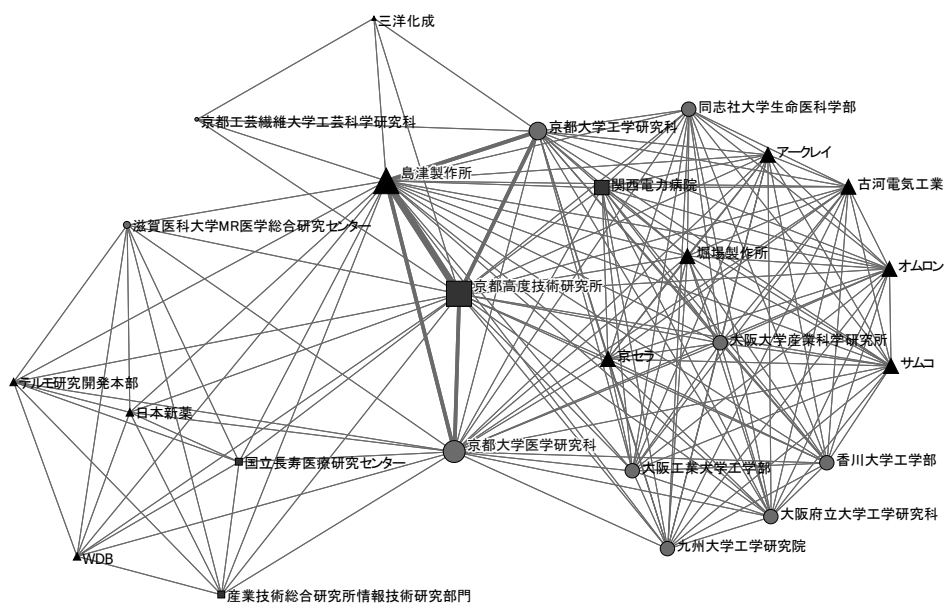 三洋化成
京都工芸繊維大学工芸科学研究科
京都大学工学研究科
同志社大学生命医科学部
アークレイ
島津製作所
関西電力病院
古河電気工業
滋賀医科大学MR医学総合研究センター
堀場製作所
オムロン
京都高度技術研究所
大阪大学産業科学研究所
京セラ
サムコ
テルモ研究開発本部
日本新薬
京都大学医学研究科
国立長寿医療研究センター
大阪工業大学工学部
香川大学工学部
大阪府立大学工学研究科
九州大学工学研究院
WDB
産業技術総合研究所情報技術研究部門